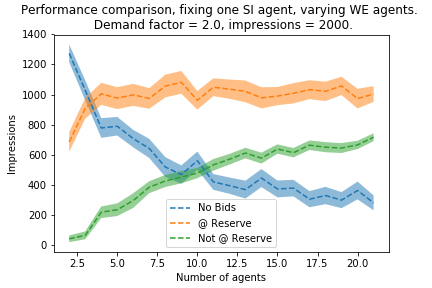 Performance comparison, fixing one SI agent, varying WE agents.
Demand factor = 2.0, impressions = 2000.
1400
1200
1000
800
600
400
200
0
Impressions
No Bids
@ Reserve
Not @ Reserve
2.5 5.0 7.5 10.0 12.5 15.0 17.5 20.0
Number of agents